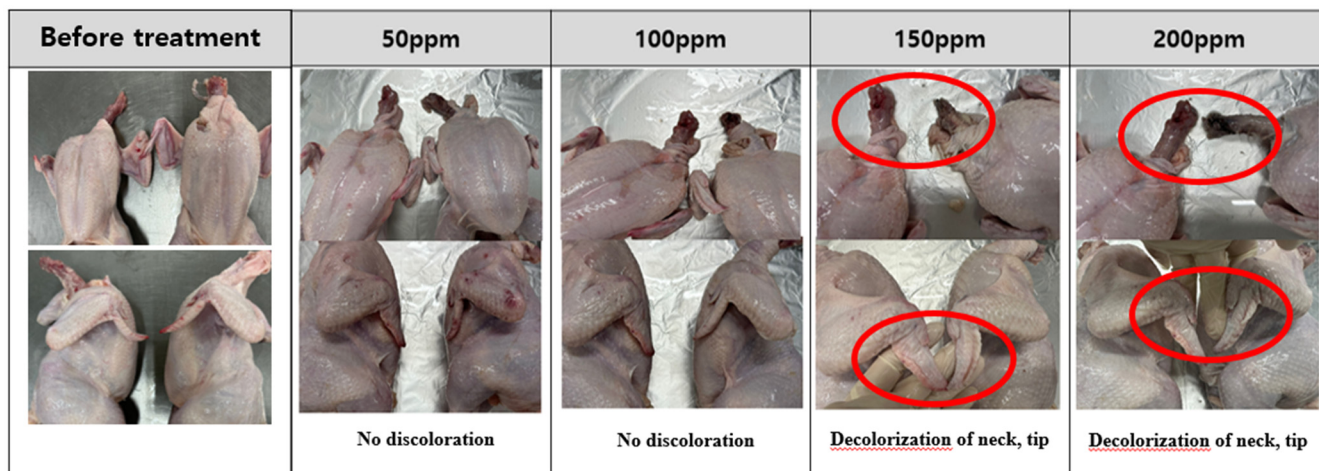 Before treatment
50ppm
100ppm
150ppm
200ppm
No discoloration
No discoloration
Decolorization of neck, tip
Decolorization of neck, tip